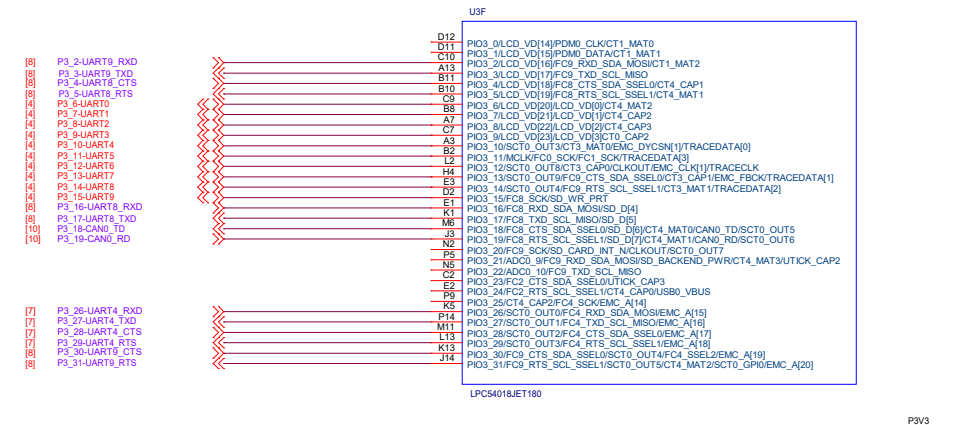 U3F
D12 PIO3_0/LCD_VD[14]/PDM0_CLK/CT1_MAT0
D11 PIO3_1/LCD_VD[15]/PDM0_DATA/CT1_MAT1
[8] P3_2-UART9_RXD C10 PIO3_2/LCD_VD[16]/FC9_RXD_SDA_MOSI/CT1_MAT2
[8] P3_3-UART9_TXD A13 PIO3_3/LCD_VD[17]/FC9_TXD_SCL_MISO
[8] P3_4-UART8_CTS B11 PIO3_4/LCD_VD[18]/FC8_CTS_SDA_SSEL0/CT4_CAP1
[8] P3_5-UART8_RTS B10 PIO3_5/LCD_VD[19]/FC8_RTS_SCL_SSEL1/CT4_MAT1
[4] P3_6-UART0 C9 PIO3_6/LCD_VD[20]/LCD_VD[0]/CT4_MAT2
[4] P3_7-UART1 B8 PIO3_7/LCD_VD[21]/LCD_VD[1]/CT4_CAP2
[4] P3_8-UART2 A7 PIO3_8/LCD_VD[22]/LCD_VD[2]/CT4_CAP3
[4] P3_9-UART3 C7 PIO3_9/LCD_VD[23]/LCD_VD[3]CT0_CAP2
[4] P3_10-UART4 A3 PIO3_10/SCT0_OUT3/CT3_MAT0/EMC_DYCSN[1]/TRACEDATA[0]
[4] P3_11-UART5 B2 PIO3_11/MCLK/FC0_SCK/FC1_SCK/TRACEDATA[3]
[4] P3_12-UART6 L2 PIO3_12/SCT0_OUT8/CT3_CAP0/CLKOUT/EMC_CLK[1]/TRACECLK
[4] P3_13-UART7 H4 PIO3_13/SCT0_OUT9/FC9_CTS_SDA_SSEL0/CT3_CAP1/EMC_FBCK/TRACEDATA[1]
[4] P3_14-UART8 E3 PIO3_14/SCT0_OUT4/FC9_RTS_SCL_SSEL1/CT3_MAT1/TRACEDATA[2]
[4] P3_15-UART9 D2 PIO3_15/FC8_SCK/SD_WR_PRT
[8] P3_16-UART8_RXD E1 PIO3_16/FC8_RXD_SDA_MOSI/SD_D[4]
[8] P3_17-UART8_TXD K1 PIO3_17/FC8_TXD_SCL_MISO/SD_D[5]
[10] P3_18-CAN0_TD M6 PIO3_18/FC8_CTS_SDA_SSEL0/SD_D[6]/CT4_MAT0/CAN0_TD/SCT0_OUT5
[10] P3_19-CAN0_RD J3 PIO3_19/FC8_RTS_SCL_SSEL1/SD_D[7]/CT4_MAT1/CAN0_RD/SCT0_OUT6
N2 PIO3_20/FC9_SCK/SD_CARD_INT_N/CLKOUT/SCT0_OUT7
P5 PIO3_21/ADC0_9/FC9_RXD_SDA_MOSI/SD_BACKEND_PWR/CT4_MAT3/UTICK_CAP2
N5 PIO3_22/ADC0_10/FC9_TXD_SCL_MISO
C2 PIO3_23/FC2_CTS_SDA_SSEL0/UTICK_CAP3
E2 PIO3_24/FC2_RTS_SCL_SSEL1/CT4_CAP0/USB0_VBUS
P9 PIO3_25/CT4_CAP2/FC4_SCK/EMC_A[14]
[7] P3_26-UART4_RXD K5 PIO3_26/SCT0_OUT0/FC4_RXD_SDA_MOSI/EMC_A[15]
[7] P3_27-UART4_TXD P14 PIO3_27/SCT0_OUT1/FC4_TXD_SCL_MISO/EMC_A[16]
[7] P3_28-UART4_CTS M11 PIO3_28/SCT0_OUT2/FC4_CTS_SDA_SSEL0/EMC_A[17]
[7] P3_29-UART4_RTS L13 PIO3_29/SCT0_OUT3/FC4_RTS_SCL_SSEL1/EMC_A[18]
[8] P3_30-UART9_CTS K13 PIO3_30/FC9_CTS_SDA_SSEL0/SCT0_OUT4/FC4_SSEL2/EMC_A[19]
[8] P3_31-UART9_RTS J14 PIO3_31/FC9_RTS_SCL_SSEL1/SCT0_OUT5/CT4_MAT2/SCT0_GPI0/EMC_A[20]
LPC54018JET180
P3V3